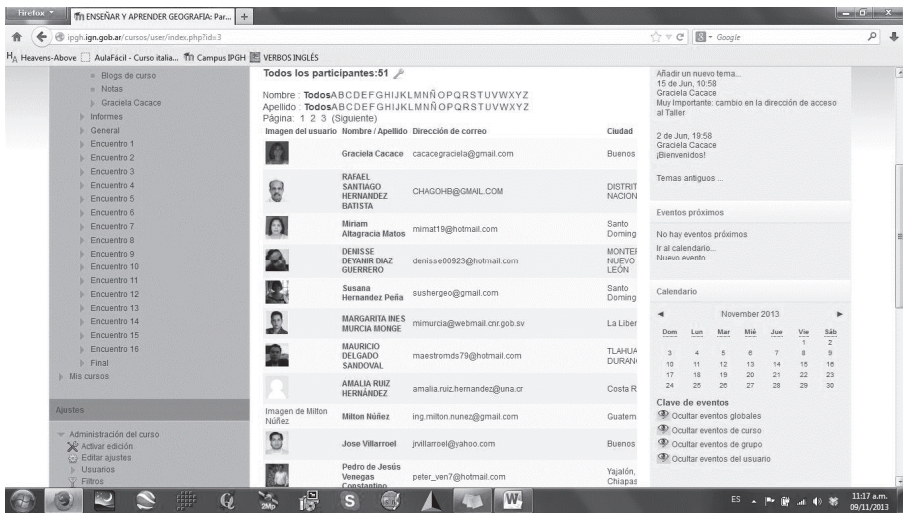 Firefox
ENSEÑAR Y APRENDER GEOGRAFIA: Par...
ipgh.ign.gob.ar/cursos/user/index.php?id=3
Google
Heavens-Above
AulaFácil - Curso italia...
Campus IPGH
VERBOS INGLÉS
Blogs de curso
Notas
Graciela Cacace
Informes
General
Encuentro 1
Encuentro 2
Encuentro 3
Encuentro 4
Encuentro 5
Encuentro 6
Encuentro 7
Encuentro 8
Encuentro 9
Encuentro 10
Encuentro 11
Encuentro 12
Encuentro 13
Encuentro 14
Encuentro 15
Encuentro 16
Final
Mis cursos
Ajustes
Administración del curso
Activar edición
Editar ajustes
Usuarios
Filtros
Todos los participantes:51
Nombre : Todos A B C D E F G H I J K L M N Ñ O P Q R S T U V W X Y Z
Apellido : Todos A B C D E F G H I J K L M N Ñ O P Q R S T U V W X Y Z
Página: 1 2 3 (Siguiente)
Imagen del usuario Nombre / Apellido Dirección de correo Ciudad
Graciela Cacace cacacegraciela@gmail.com Buenos
RAFAEL
SANTIAGO
HERNANDEZ
BATISTA
CHAGOHB@GMAIL.COM
DISTRIT
NACION
Miriam
Altagracia Matos
mimat19@hotmail.com
Santo
Doming
DENISSE
DEYANIR DIAZ
GUERRERO
denisse00923@hotmail.com
MONTER
NUEVO
LEÓN
Susana
Hernandez Peña
sushergeo@gmail.com
Santo
Doming
MARGARITA INES
MURCIA MONGE
mimurcia@webmail.cnr.gob.sv
La Liber
MAURICIO
DELGADO
SANDOVAL
maestromds79@hotmail.com
TLAHUA
DURAN
AMALIA RUIZ
HERNÁNDEZ
amalia.ruiz.hernandez@una.cr
Costa R
Imagen de Milton
Núñez
Milton Núñez
ing.milton.nunez@gmail.com
Guatem
Jose Villarroel jrvillarroel@yahoo.com Buenos
Pedro de Jesús
Venegas
Constantino
peter_ven7@hotmail.com
Yajalón,
Chiapas
Añadir un nuevo tema...
15 de Jun, 10:58
Graciela Cacace
Muy Importante: cambio en la dirección de acceso
al Taller
2 de Jun, 19:58
Graciela Cacace
¡Bienvenidos!
Temas antiguos ...
Eventos próximos
No hay eventos próximos
Ir al calendario...
Nuevo evento
Calendario
November 2013
Dom Lun Mar Mié Jue Vie Sáb
1 2
3 4 5 6 7 8 9
10 11 12 13 14 15 16
17 18 19 20 21 22 23
24 25 26 27 28 29 30
Clave de eventos
Ocultar eventos globales
Ocultar eventos de curso
Ocultar eventos de grupo
Ocultar eventos del usuario
ES
11:17 a.m.
09/11/2013